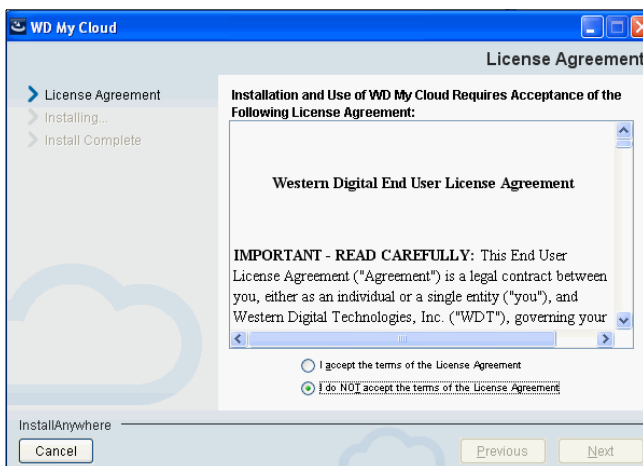 WD My Cloud
License Agreement
License Agreement
Installing...
Install Complete
Installation and Use of WD My Cloud Requires Acceptance of the
Following License Agreement:
Western Digital End User License Agreement
IMPORTANT - READ CAREFULLY: This End User
License Agreement ("Agreement") is a legal contract between
you, either as an individual or a single entity ("you"), and
Western Digital Technologies, Inc. ("WDT"), governing your
I accept the terms of the License Agreement
I do NOT accept the terms of the License Agreement
InstallAnywhere
Cancel
Previous
Next